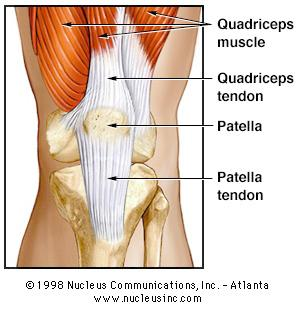 Quadriceps
muscle
Quadriceps
tendon
Patella
Patella
tendon
©1998 Nucleus Communications, Inc. - Atlanta
www.nucleusinc.com